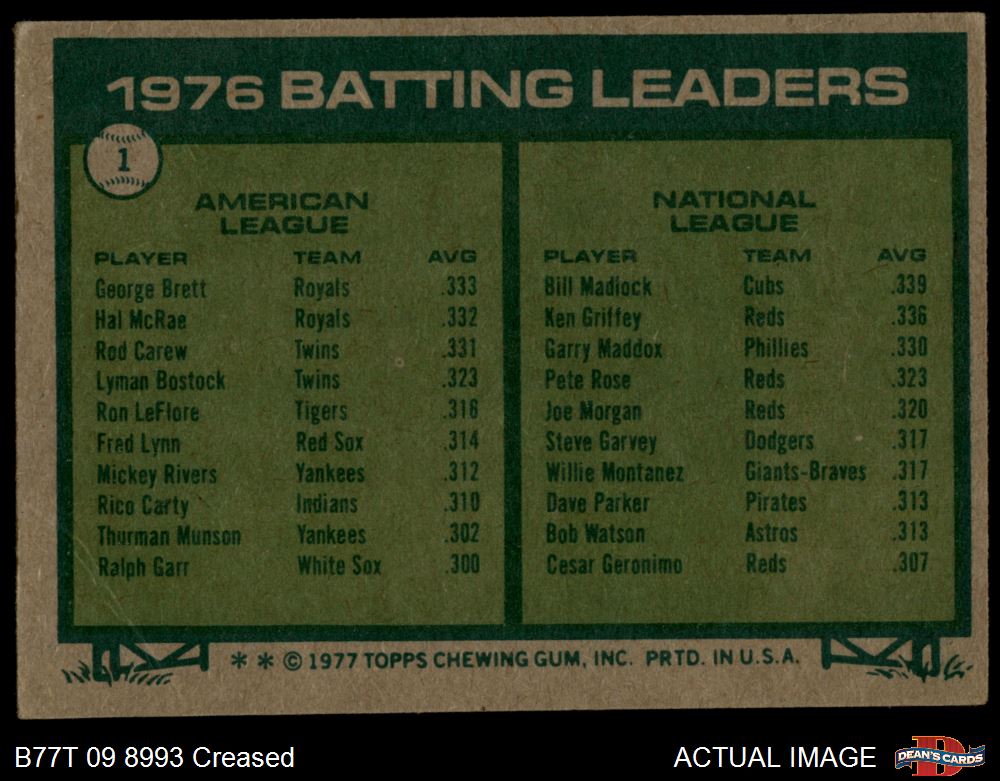 1976 BATTING LEADERS
1
AMERICAN
LEAGUE
PLAYER TEAM AVG
George Brett Royals .333
Hal McRae Royals .332
Rod Carew Twins .331
Lyman Bostock Twins .323
Ron LeFlore Tigers .316
Fred Lynn Red Sox .314
Mickey Rivers Yankees .312
Rico Carty Indians .310
Thurman Munson Yankees .302
Ralph Garr White Sox .300
NATIONAL
LEAGUE
PLAYER TEAM AVG
Bill Madlock Cubs .339
Ken Griffey Reds .336
Garry Maddox Phillies .330
Pete Rose Reds .323
Joe Morgan Reds .320
Steve Garvey Dodgers .317
Willie Montanez Giants-Braves .317
Dave Parker Pirates .313
Bob Watson Astros .313
Cesar Geronimo Reds .307
* * © 1977 TOPPS CHEWING GUM, INC. PRTD. IN U.S.A.
B77T 09 8993 Creased
ACTUAL IMAGE
D
DEAN'S CARDS